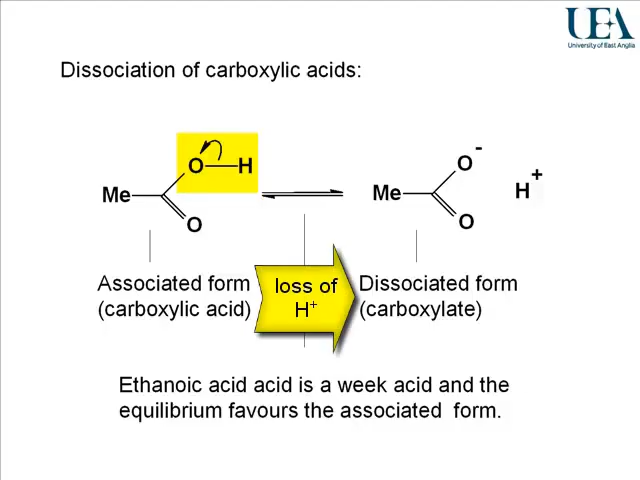 UEA
University of East Anglia
Dissociation of carboxylic acids:
O H
Me
O
O -
Me
O
H +
Associated form
(carboxylic acid)
loss of
H+
Dissociated form
(carboxylate)
Ethanoic acid acid is a week acid and the
equilibrium favours the associated form.